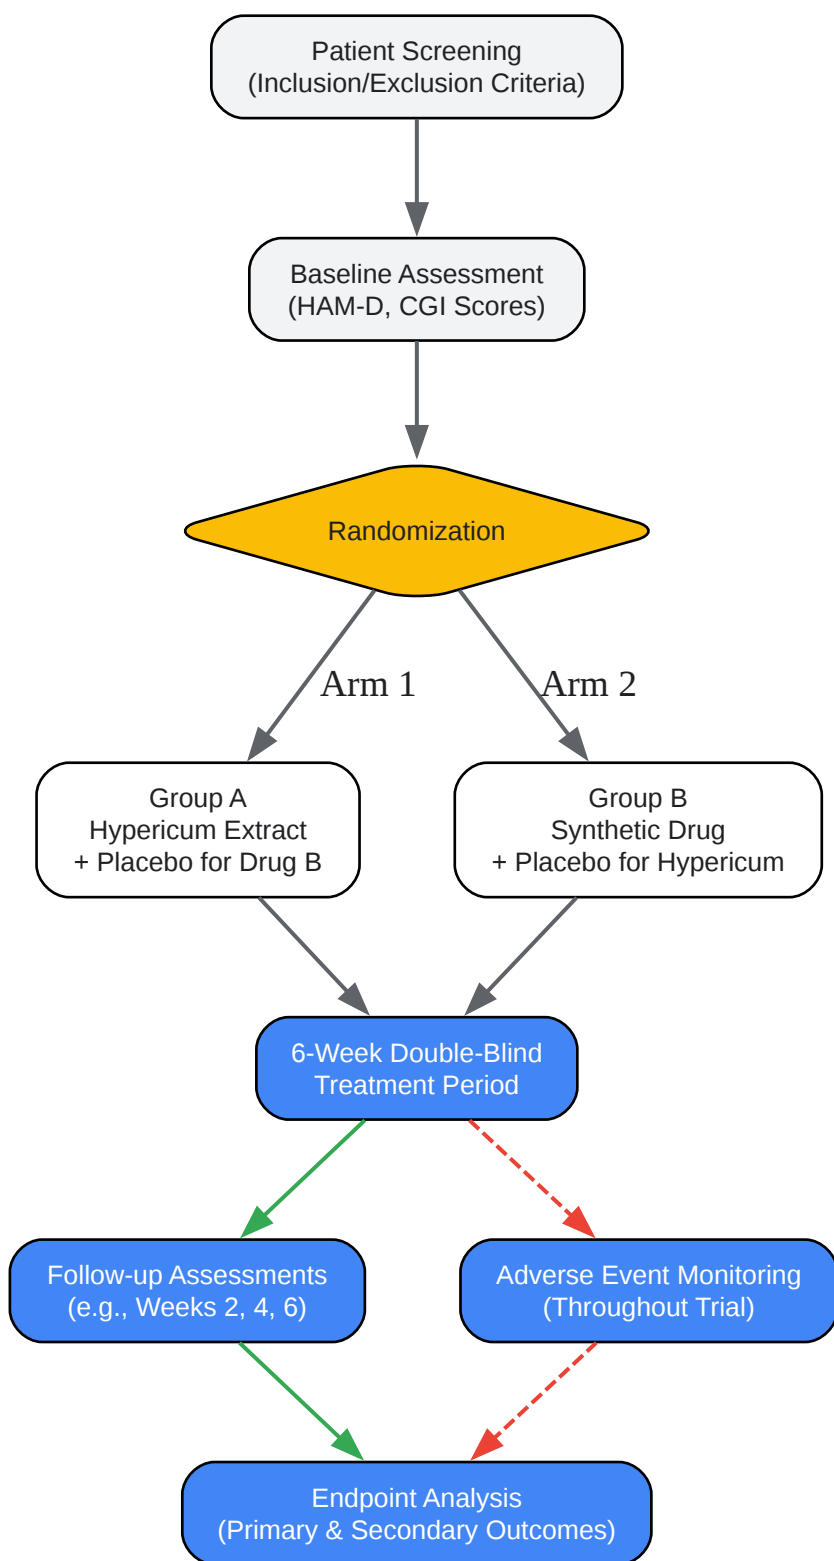 Patient Screening
(Inclusion/Exclusion Criteria)
Baseline Assessment
(HAM-D, CGI Scores)
Randomization
Arm 1
Arm 2
Group A
Hypericum Extract
+ Placebo for Drug B
Group B
Synthetic Drug
+ Placebo for Hypericum
6-Week Double-Blind
Treatment Period
Follow-up Assessments
(e.g., Weeks 2, 4, 6)
Adverse Event Monitoring
(Throughout Trial)
Endpoint Analysis
(Primary & Secondary Outcomes)